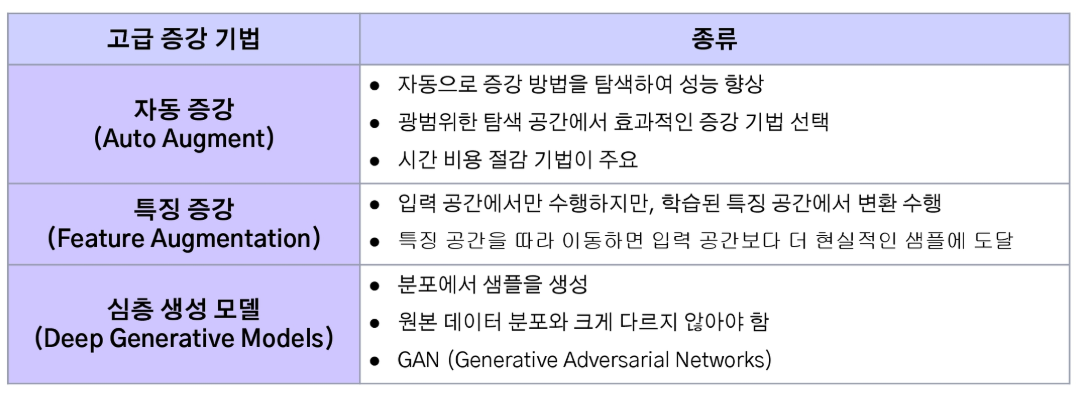 고급 증강 기법
종류
자동 증강
(Auto Augment)
● 자동으로 증강 방법을 탐색하여 성능 향상
● 광범위한 탐색 공간에서 효과적인 증강 기법 선택
● 시간 비용 절감 기법이 주요
특징 증강
(Feature Augmentation)
● 입력 공간에서만 수행하지만, 학습된 특징 공간에서 변환 수행
● 특징 공간을 따라 이동하면 입력 공간보다 더 현실적인 샘플에 도달
심층 생성 모델
(Deep Generative Models)
● 분포에서 샘플을 생성
● 원본 데이터 분포와 크게 다르지 않아야 함
● GAN (Generative Adversarial Networks)